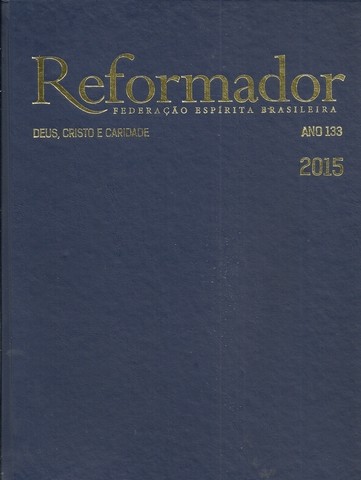 Reformador
FEDERAÇÃO ESPÍRITA BRASILEIRA
DEUS, CRISTO E CARIDADE ANO 133
2015